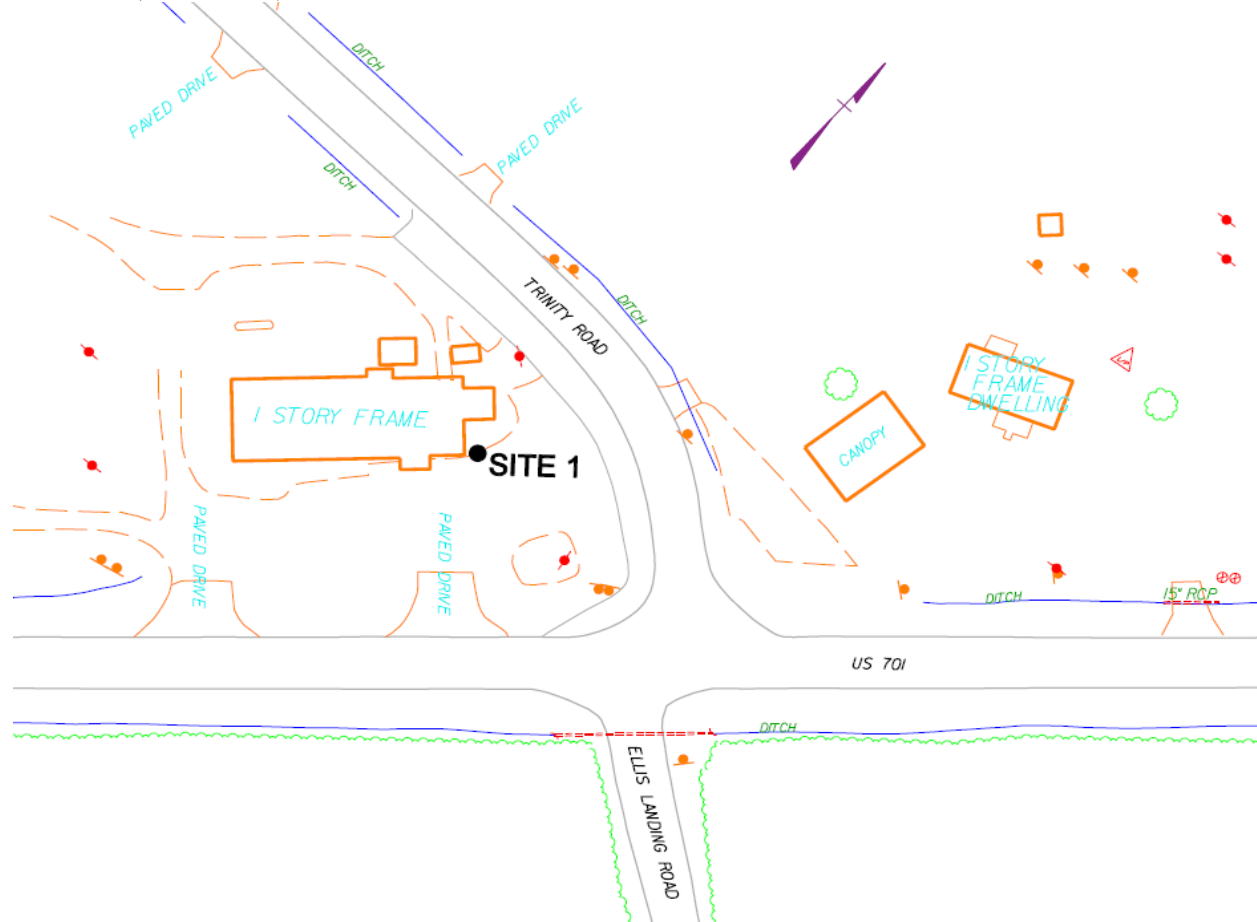 DITCH
PAVED DRIVE
PAVED DRIVE
DITCH
TRINITY ROAD
DITCH
1 STORY
FRAME
DWELLING
1 STORY FRAME
CANOPY
SITE 1
PAVED DRIVE
PAVED DRIVE
DITCH
15" RCP
US 701
DITCH
ELLIS LANDING ROAD